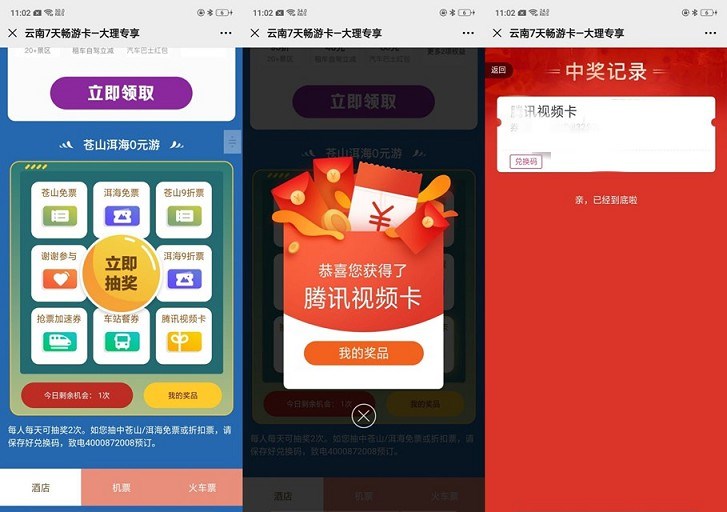 11:02
云南7天畅游卡—大理专享
20+景区
租车自驾立减
汽车巴士红包
立即领取
苍山洱海0元游
苍山免票
洱海免票
苍山9折票
谢谢参与
立即
抽奖
洱海9折票
抢票加速券
车站餐券
腾讯视频卡
今日剩余机会: 1次
我的奖品
每人每天可抽奖2次。如您抽中苍山/洱海免票或折扣票，请
保存好兑换码，致电4000872008预订。
酒店
机票
火车票
11:02
云南7天畅游卡—大理专享
20+景区
租车自驾立减
汽车巴士红包
立即领取
苍山洱海0元游
恭喜您获得了
腾讯视频卡
我的奖品
今日剩余机会: 1次
我的奖品
每人每天可抽奖2次。如您抽中苍山/洱海免票或折扣票，请
保存好兑换码，致电4000872008预订。
酒店
机票
火车票
11:02
云南7天畅游卡—大理专享
返回
中奖记录
腾讯视频卡
兑换码
亲，已经到底啦